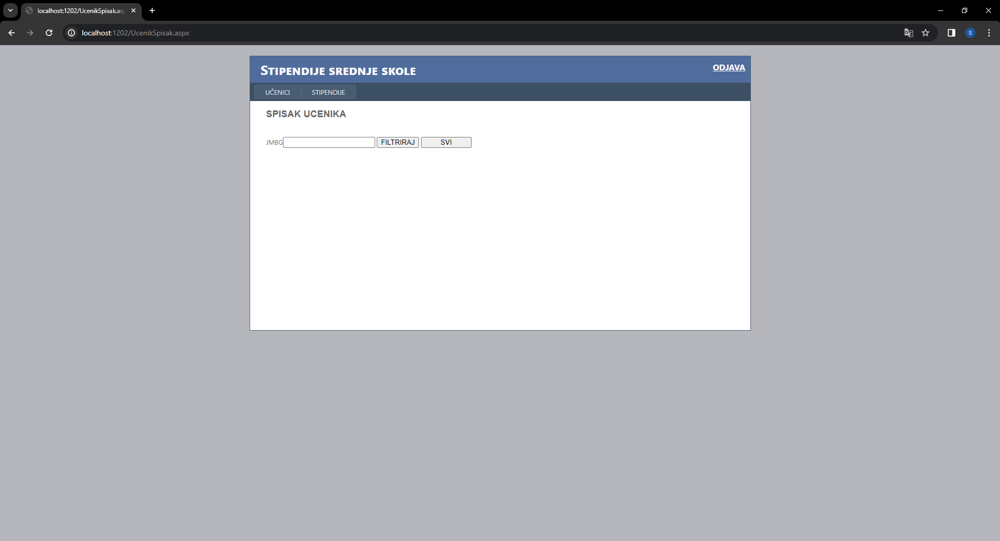 localhost:1202/UcenikSpisak.as
localhost:1202/UcenikSpisak.aspx
S
Stipendije srednje skole
ODJAVA
UČENICI STIPENDIJE
SPISAK UCENIKA
JMBG FILTRIRAJ SVI